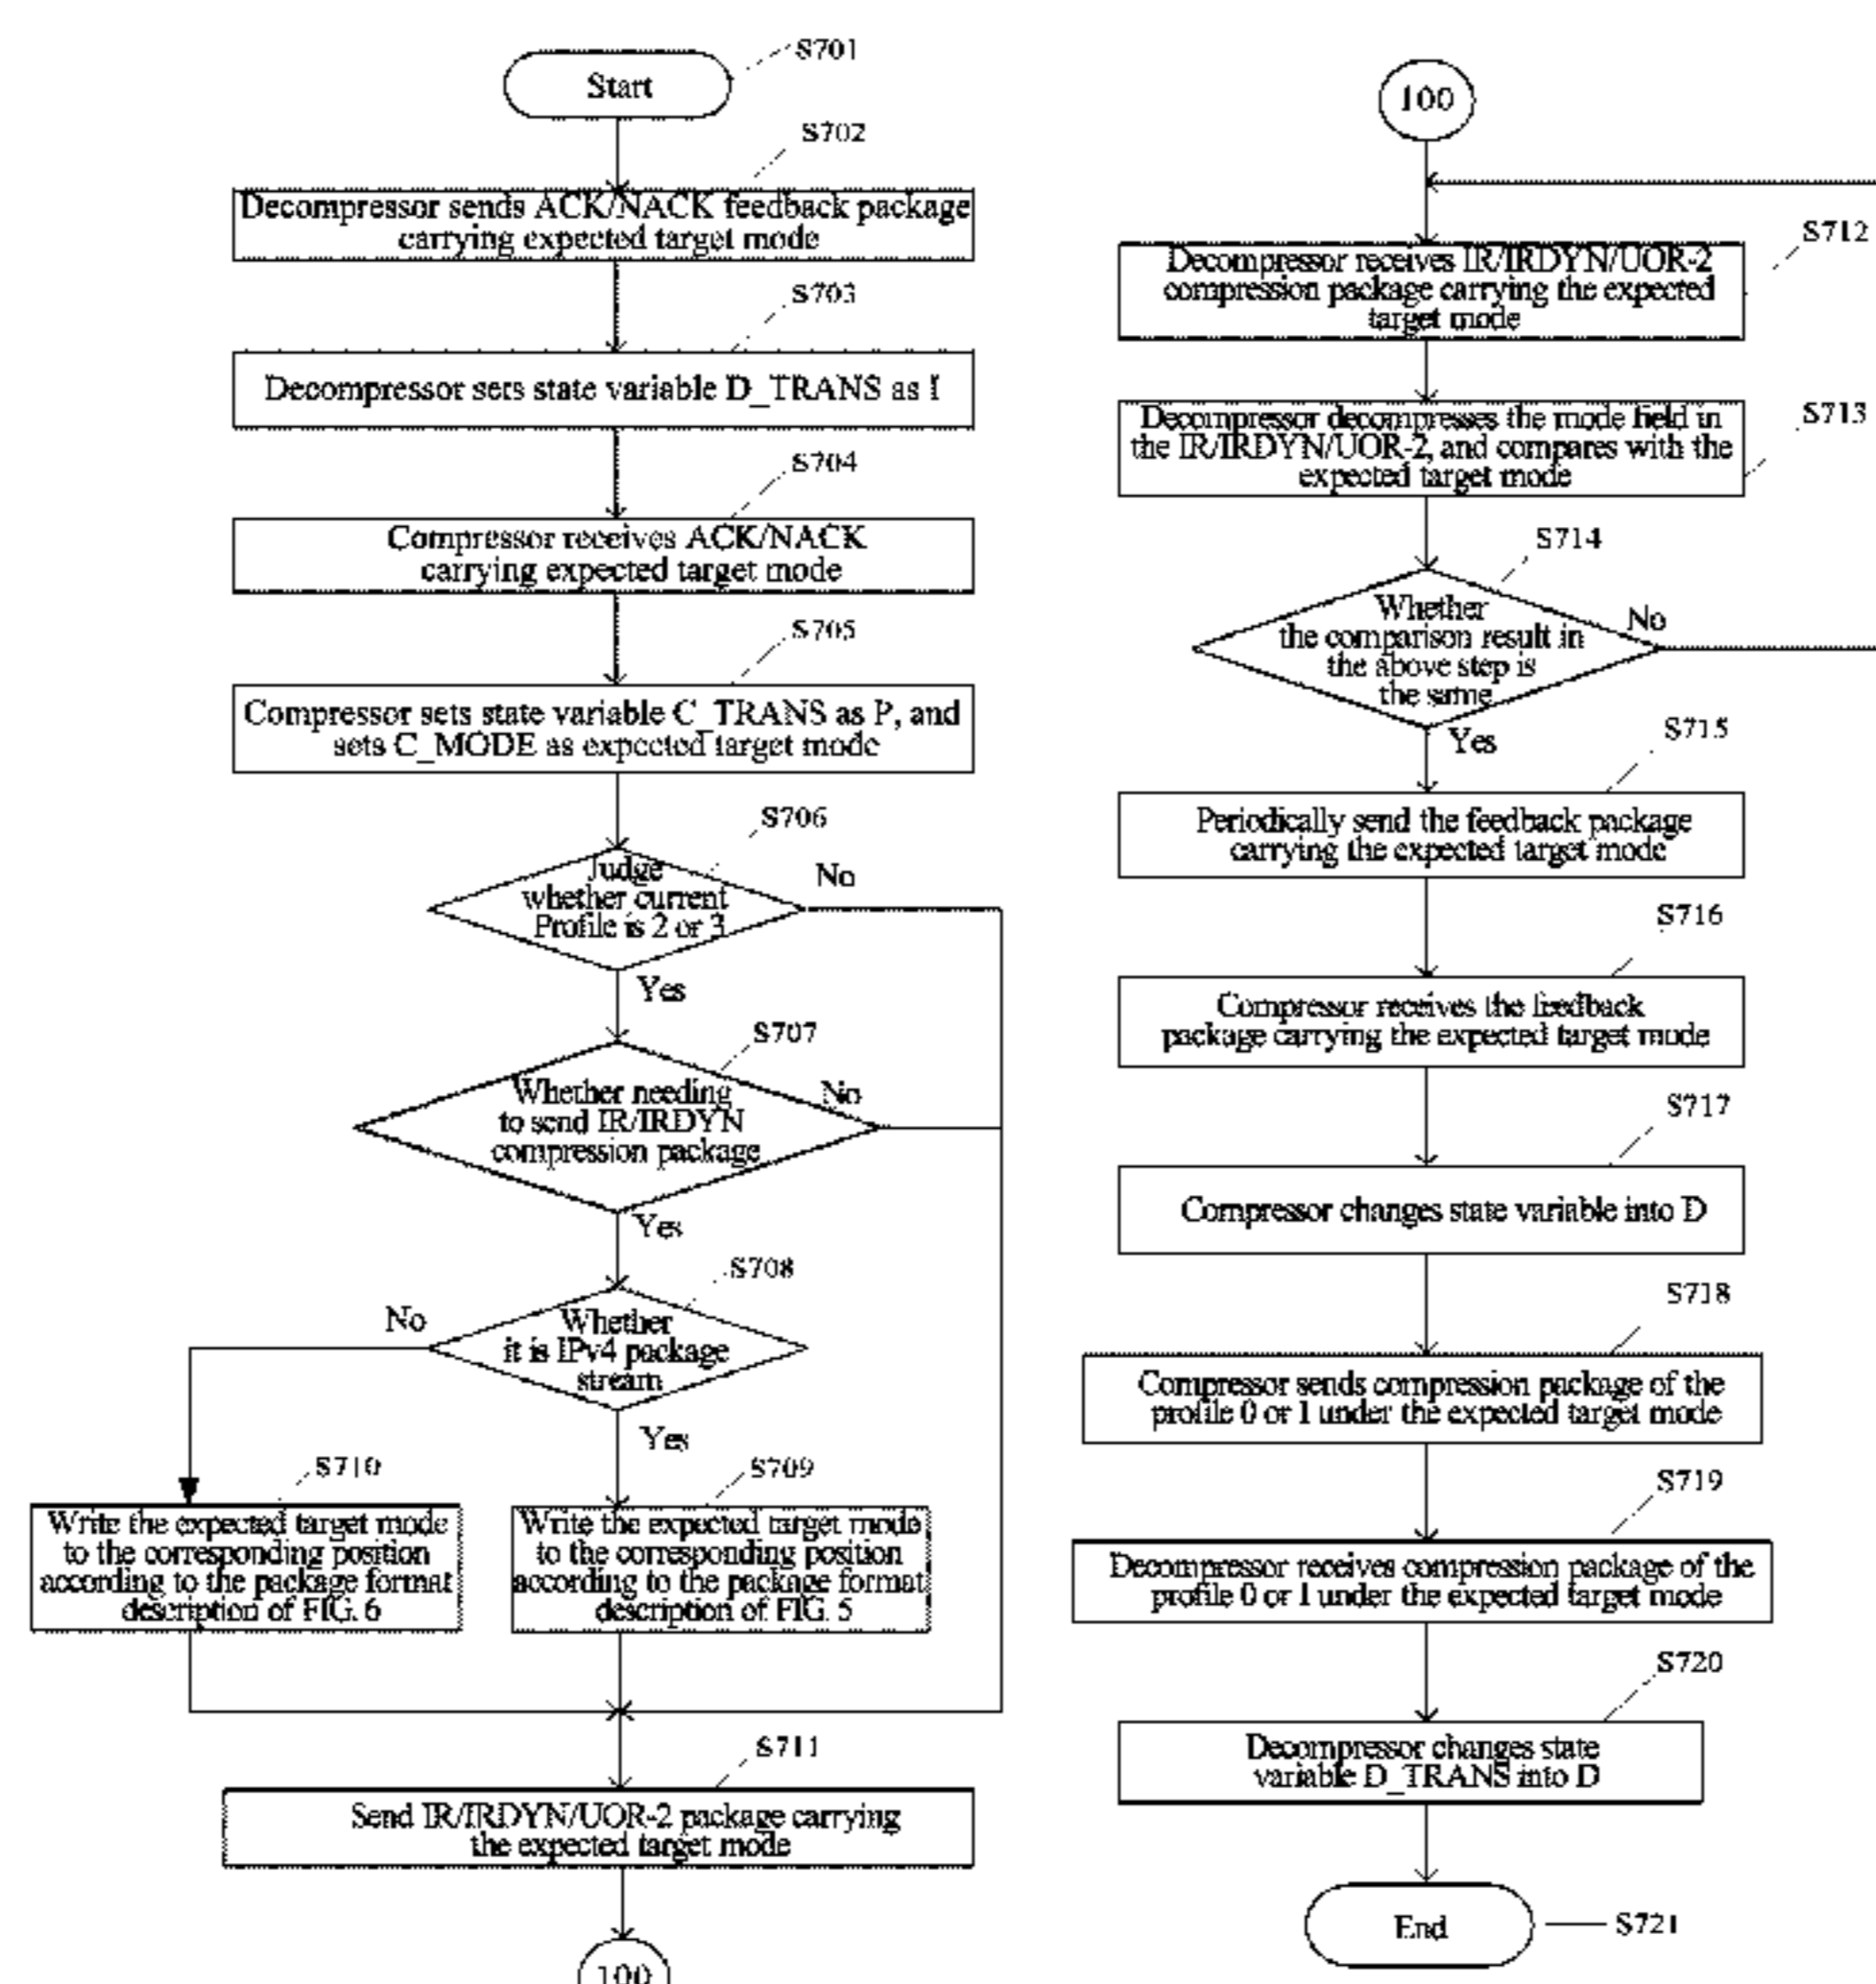 Start
S701
S702
Decompressor sends ACK/NACK feedback package
carrying expected target mode
S703
Decompressor sets state variable D_TRANS as I
S704
Compressor receives ACK/NACK
carrying expected target mode
S705
Compressor sets state variable C_TRANS as P, and
sets C_MODE as expected target mode
S706
Judge
whether current
Profile is 2 or 3
No
Yes
S707
Whether needing
to send IR/IRDYN
compression package
No
Yes
S708
Whether
it is IPv4 package
stream
No
Yes
S710
Write the expected target mode
to the corresponding position
according to the package format
description of FIG. 6
S709
Write the expected target mode
to the corresponding position
according to the package format
description of FIG. 5
S711
Send IR/IRDYN/UOR-2 package carrying
the expected target mode
100
100
S712
Decompressor receives IR/IRDYN/UOR-2
compression package carrying the expected
target mode
S713
Decompressor decompresses the mode field in
the IR/IRDYN/UOR-2, and compares with the
expected target mode
S714
Whether
the comparison result in
the above step is
the same
No
Yes
S715
Periodically send the feedback package
carrying the expected target mode
S716
Compressor receives the feedback
package carrying the expected target mode
S717
Compressor changes state variable into D
S718
Compressor sends compression package of the
profile 0 or 1 under the expected target mode
S719
Decompressor receives compression package of the
profile 0 or 1 under the expected target mode
S720
Decompressor changes state
variable D_TRANS into D
End
S721